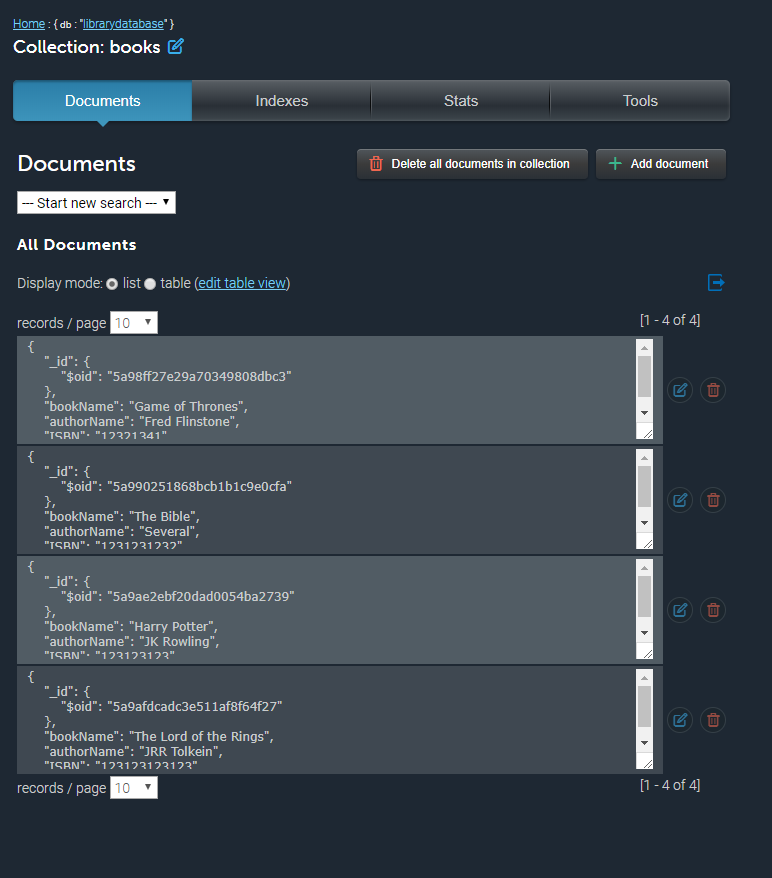 Home : { db : "librarydatabase" }
Collection: books
Documents Indexes Stats Tools
Documents Delete all documents in collection Add document
--- Start new search ---
All Documents
Display mode: list table (edit table view)
records / page 10 [1 - 4 of 4]
{
"_id": {
"$oid": "5a98ff27e29a70349808dbc3"
},
"bookName": "Game of Thrones",
"authorName": "Fred Flinstone",
"ISBN": "12321341"
{
"_id": {
"$oid": "5a990251868bcb1b1c9e0cfa"
},
"bookName": "The Bible",
"authorName": "Several",
"ISBN": "1231231232"
{
"_id": {
"$oid": "5a9ae2ebf20dad0054ba2739"
},
"bookName": "Harry Potter",
"authorName": "JK Rowling",
"ISBN": "123123123"
{
"_id": {
"$oid": "5a9afdcadc3e511af8f64f27"
},
"bookName": "The Lord of the Rings",
"authorName": "JRR Tolkein",
"ISBN": "123123123123"
records / page 10 [1 - 4 of 4]